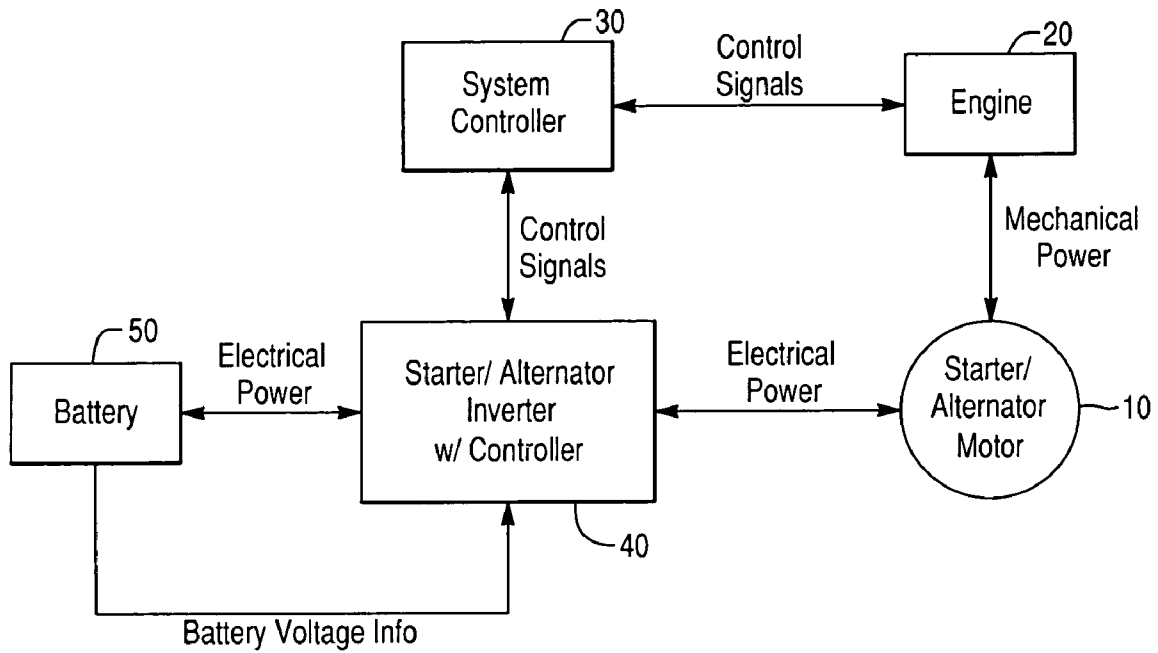 30
System
Controller
Control
Signals
20
Engine
Control
Signals
Mechanical
Power
50
Battery
Electrical
Power
Starter/ Alternator
Inverter
w/ Controller
40
Electrical
Power
Starter/
Alternator
Motor
10
Battery Voltage Info